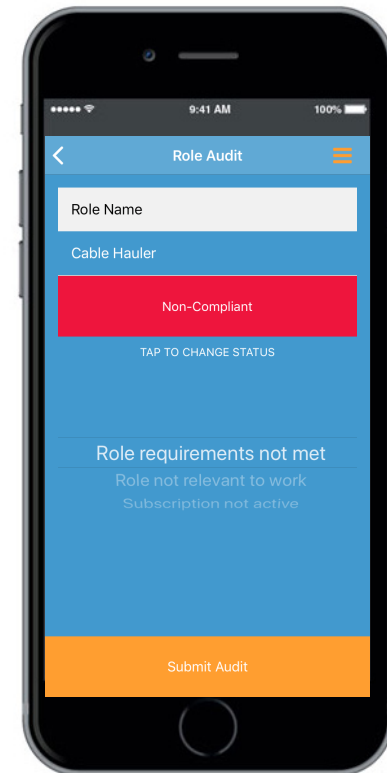 9:41 AM 100%
Role Audit
Role Name
Cable Hauler
Non-Compliant
TAP TO CHANGE STATUS
Role requirements not met
Role not relevant to work
Subscription not active
Submit Audit